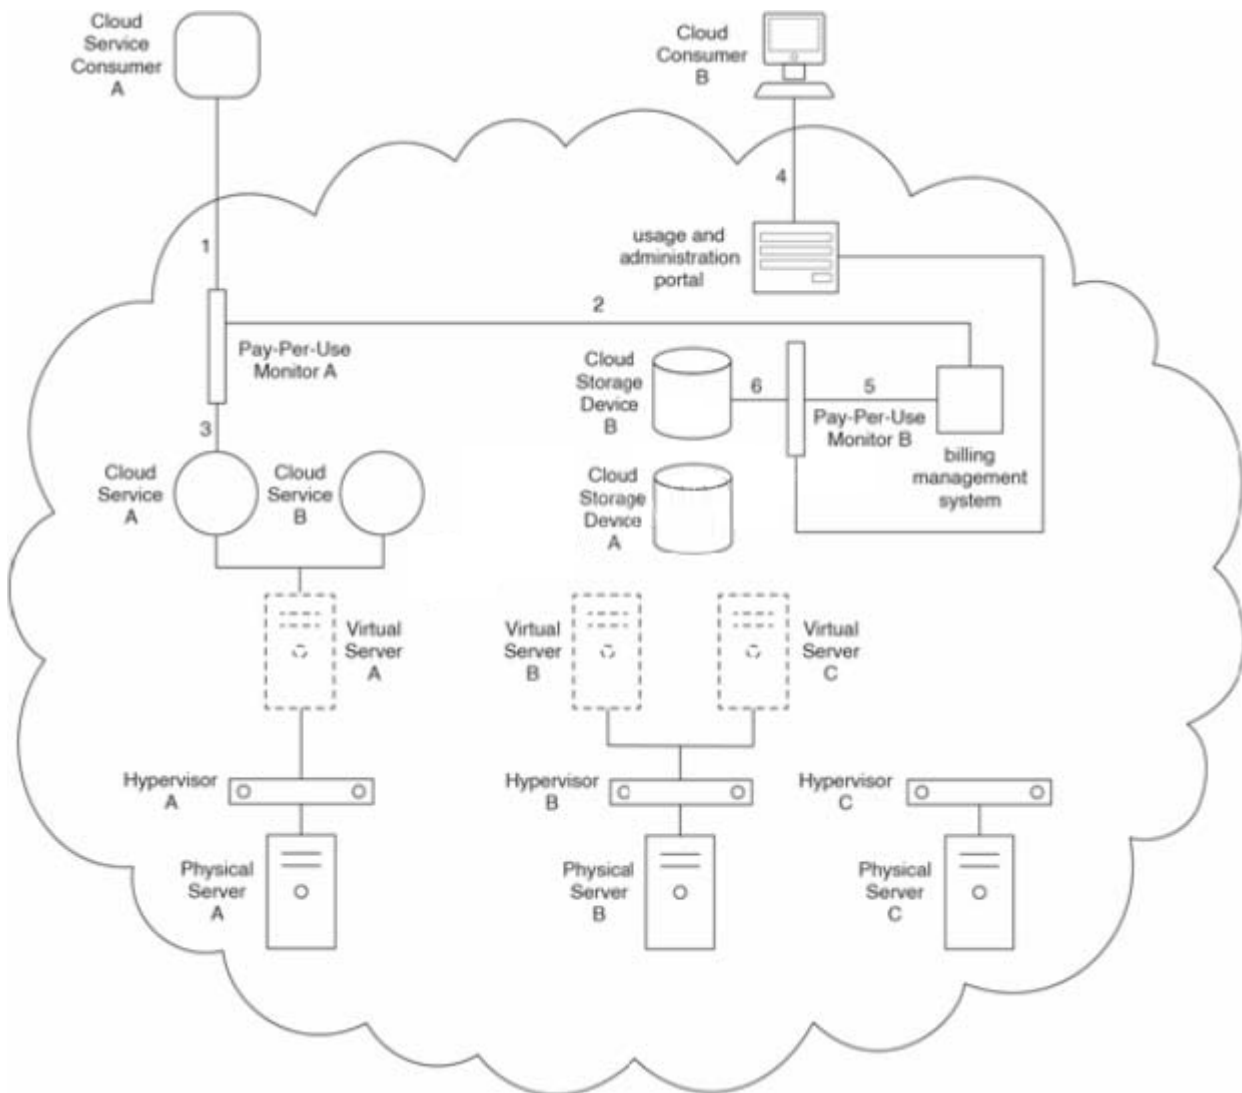 Cloud
Service
Consumer
A
Cloud
Consumer
B
4
usage and
administration
portal
1
2
Pay-Per-Use
Monitor A
Cloud
Storage
Device
B
6
5
Pay-Per-Use
Monitor B
billing
management
system
3
Cloud
Service
A
Cloud
Service
B
Cloud
Storage
Device
A
Virtual
Server
A
Virtual
Server
B
Virtual
Server
C
Hypervisor
A
Hypervisor
B
Hypervisor
C
Physical
Server
A
Physical
Server
B
Physical
Server
C